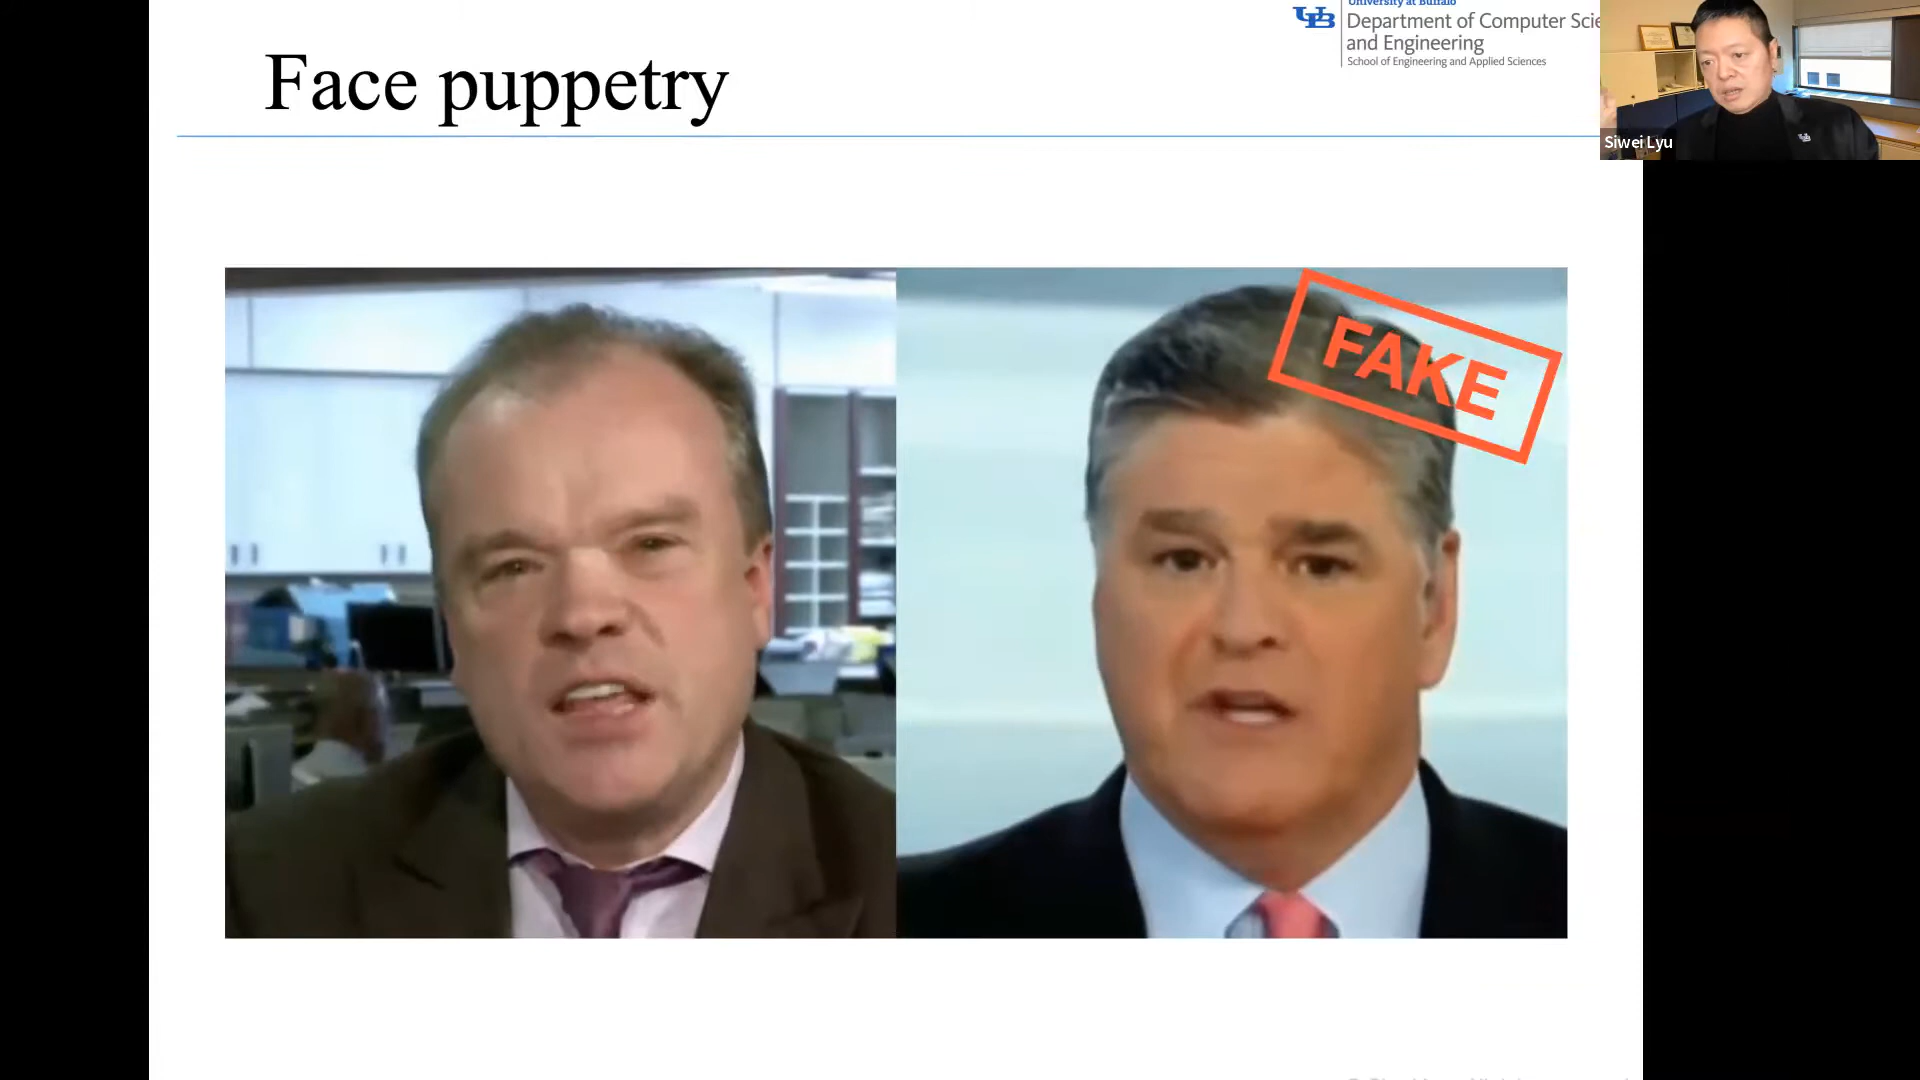 Face puppetry
University at Buffalo
Department of Computer Scie
and Engineering
School of Engineering and Applied Sciences
UB
Siwei Lyu
FAKE